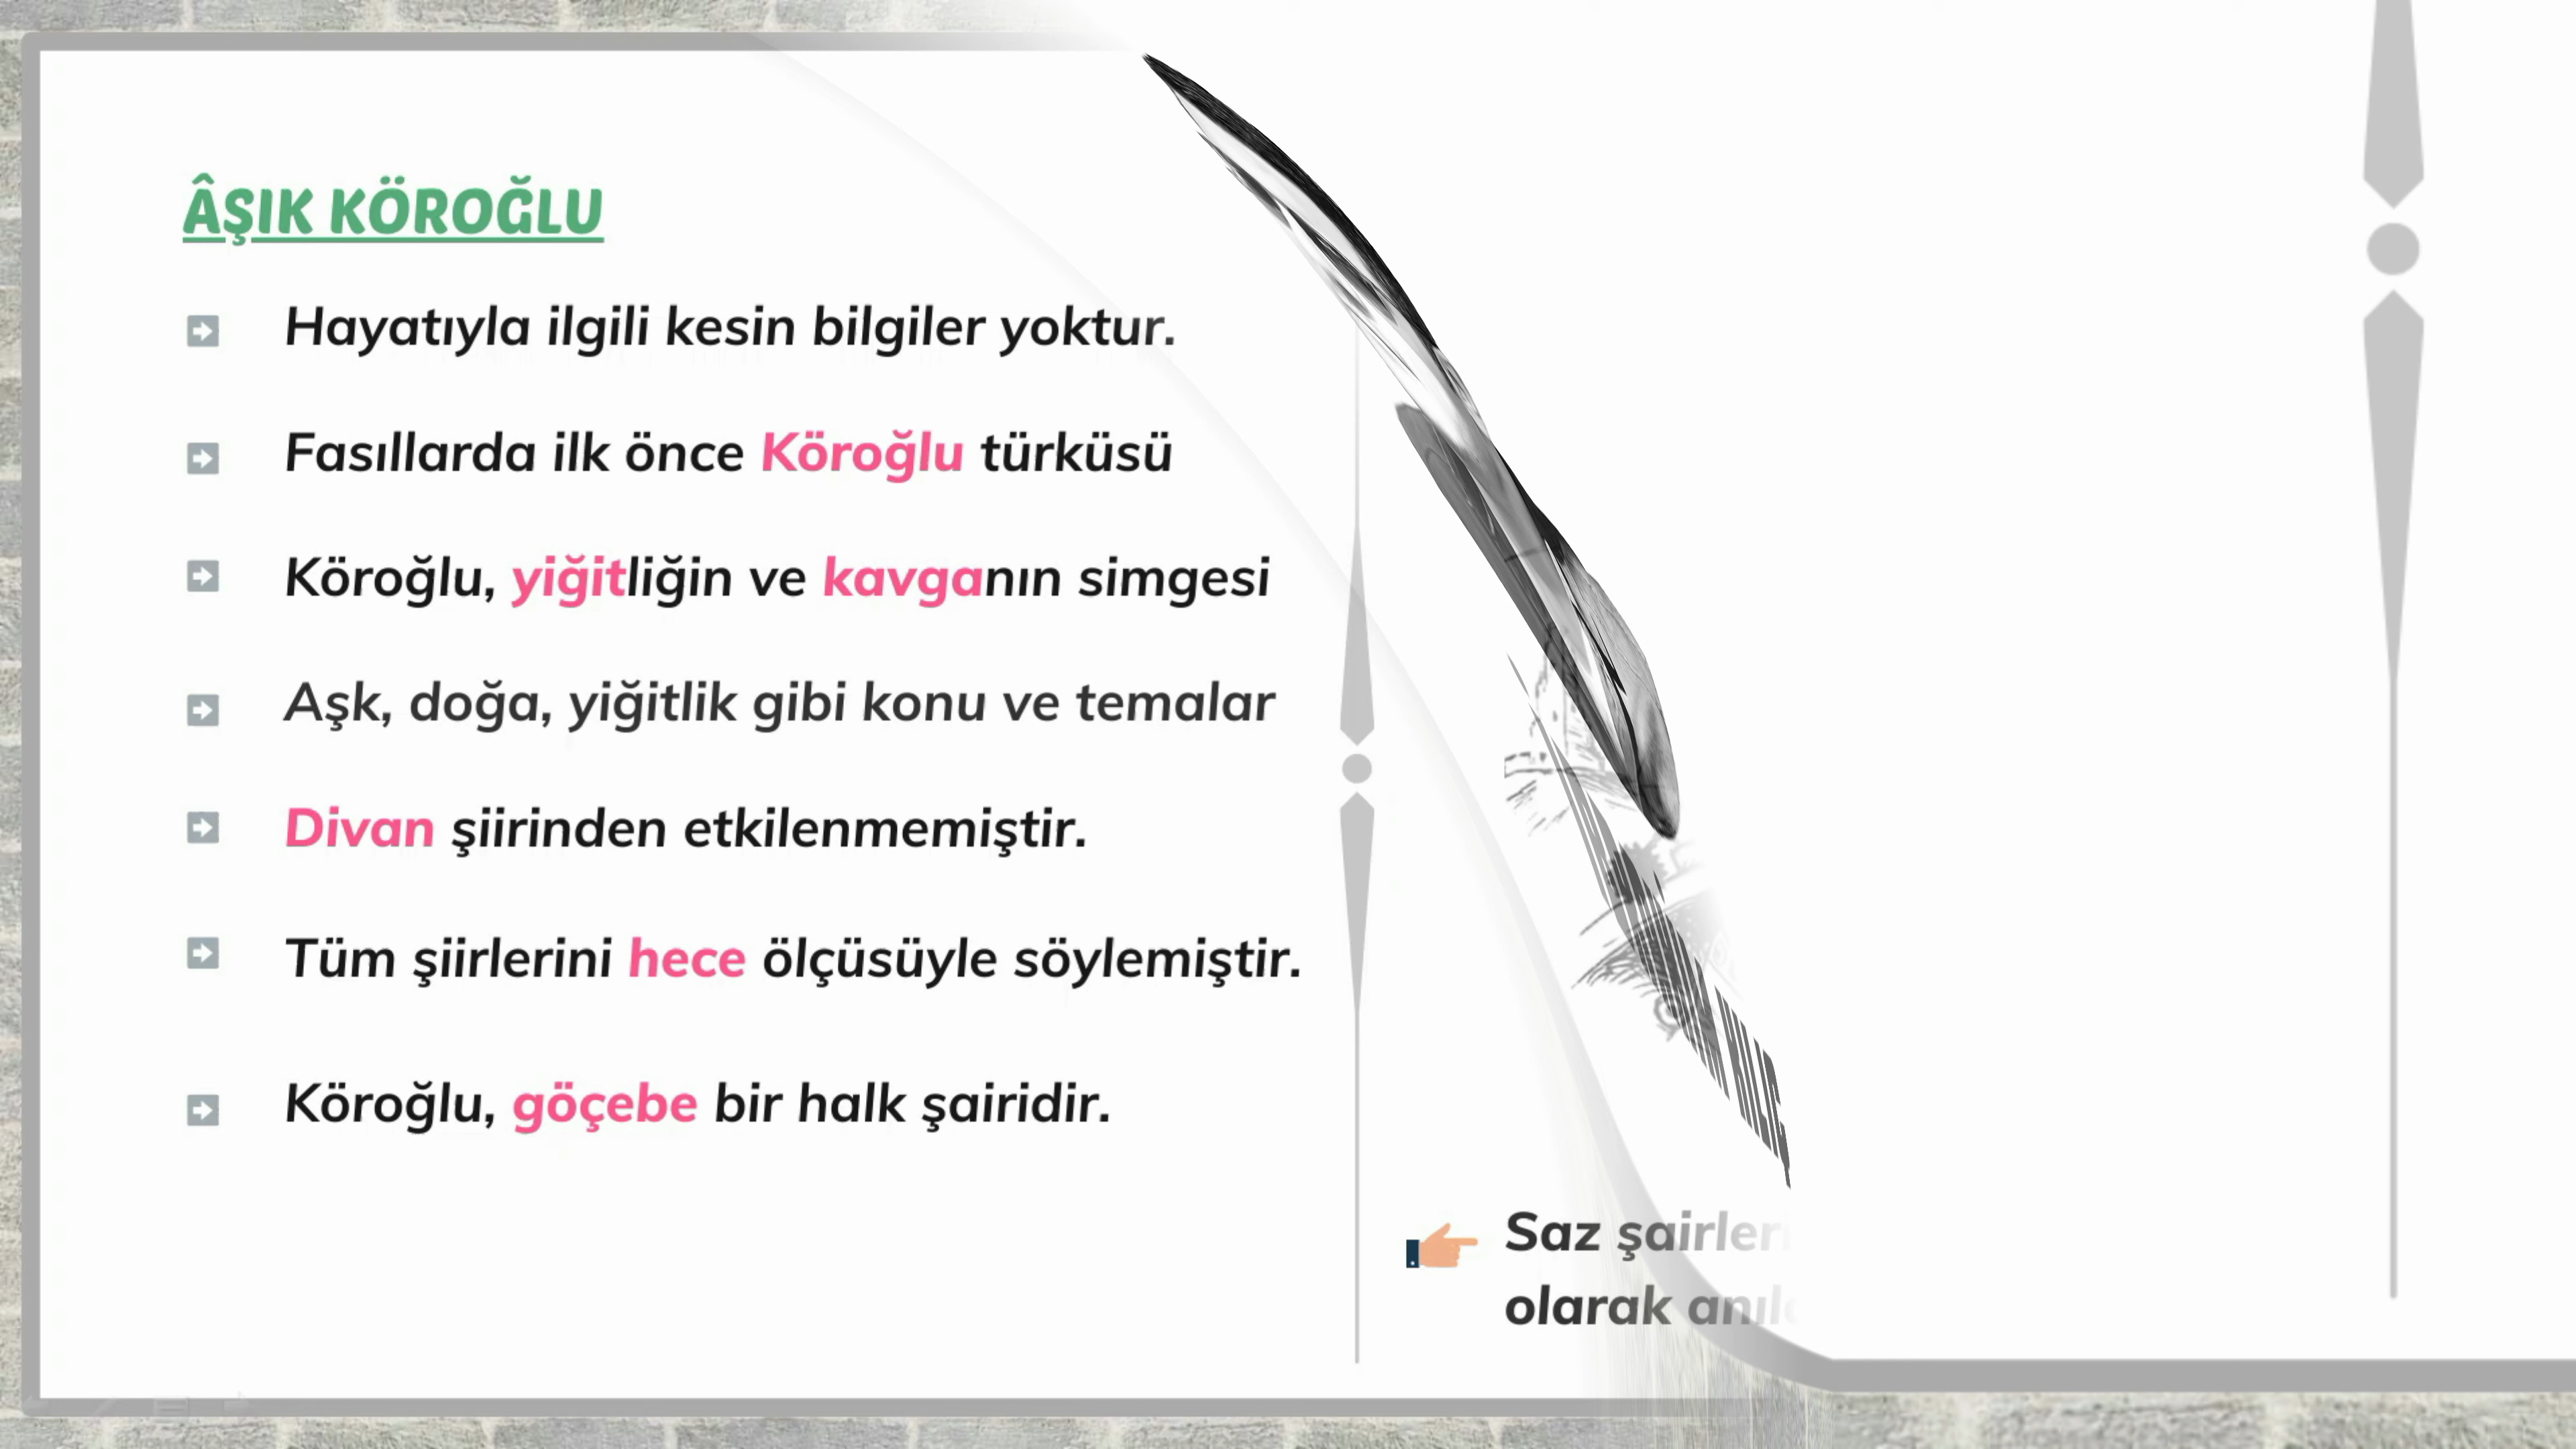 ÂŞIK KÖROĞLU
Hayatıyla ilgili kesin bilgiler yoktur.
Fasıllarda ilk önce Köroğlu türküsü
Köroğlu, yiğitliğin ve kavganın simgesi
Aşk, doğa, yiğitlik gibi konu ve temalar
Divan şiirinden etkilenmemiştir.
Tüm şiirlerini hece ölçüsüyle söylemiştir.
Köroğlu, göçebe bir halk şairidir.
Saz
olarak